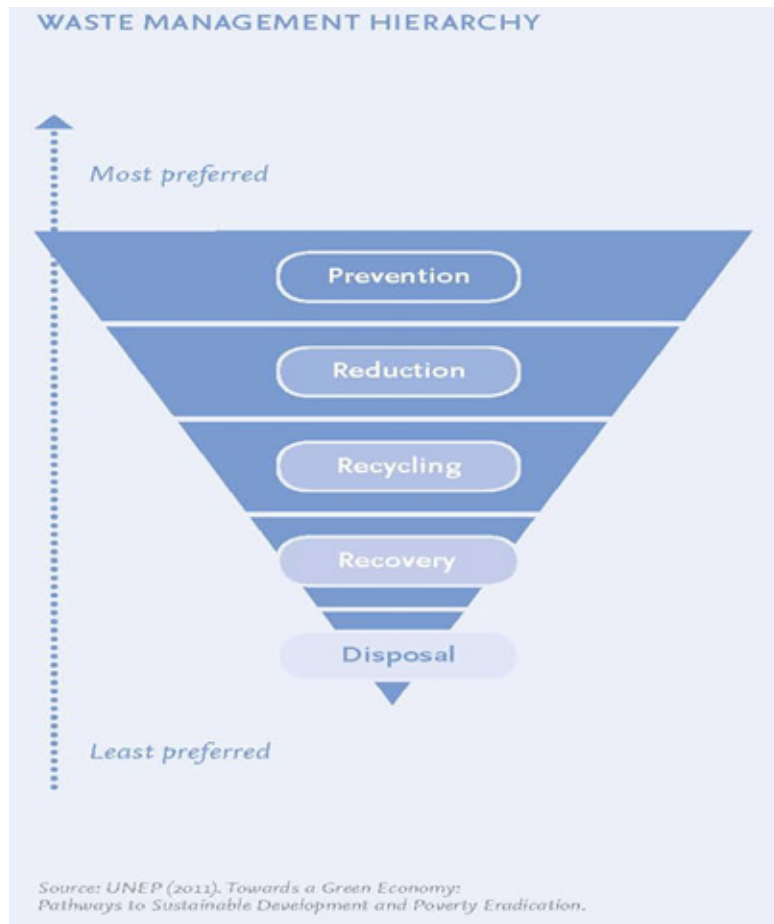 WASTE MANAGEMENT HIERARCHY
Most preferred
Prevention
Reduction
Recycling
Recovery
Disposal
Least preferred
Source: UNEP (2011). Towards a Green Economy:
Pathways to Sustainable Development and Poverty Eradication.